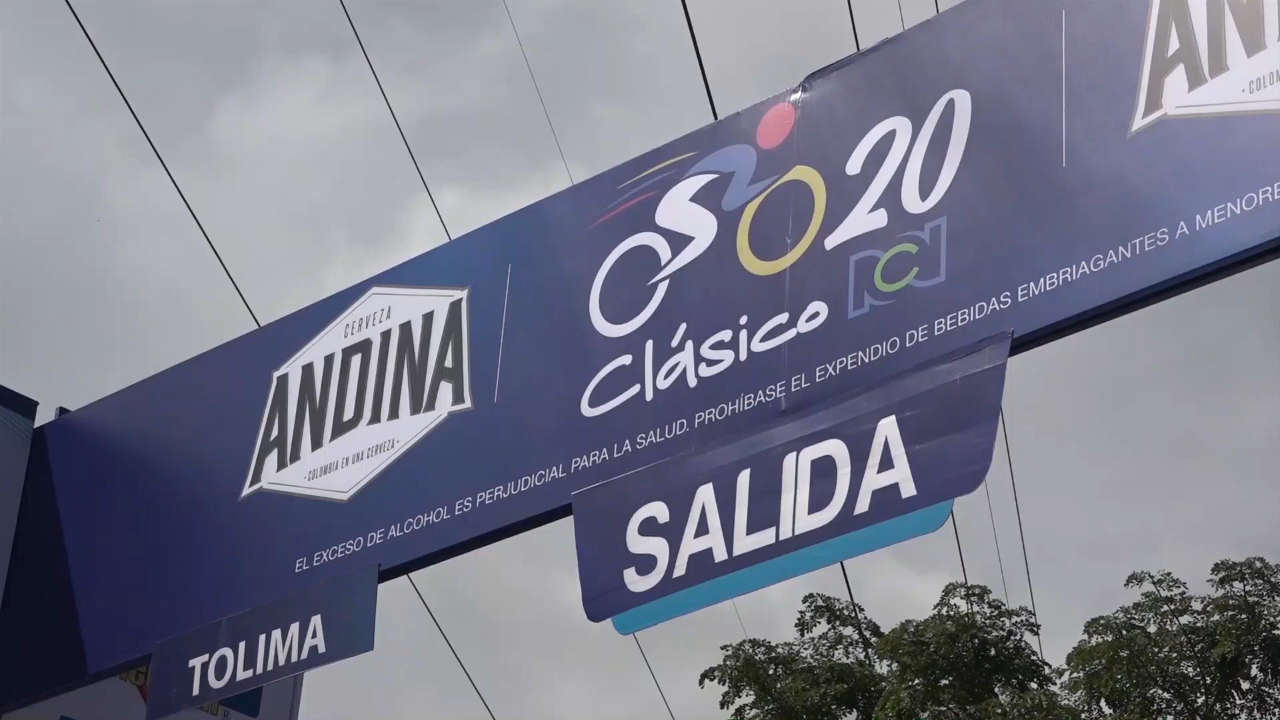 CERVEZA
ANDINA
· COLOMBIA EN UNA CERVEZA ·
20
Clásico RCN
EL EXCESO DE ALCOHOL ES PERJUDICIAL PARA LA SALUD. PROHÍBASE EL EXPENDIO DE BEBIDAS EMBRIAGANTES A MENORE
SALIDA
TOLIMA
AN